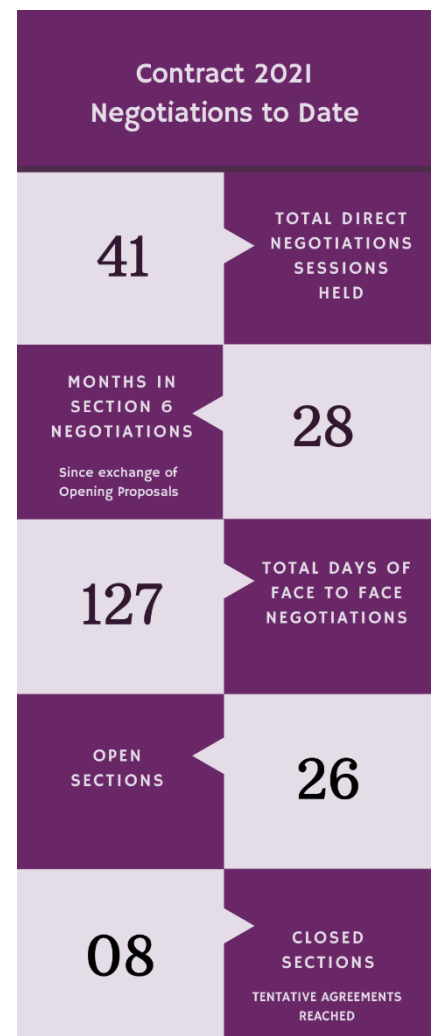 Contract 2021
Negotiations to Date
41
TOTAL DIRECT
NEGOTIATIONS
SESSIONS
HELD
MONTHS IN
SECTION 6
NEGOTIATIONS
Since exchange of
Opening Proposals
28
127
TOTAL DAYS OF
FACE TO FACE
NEGOTIATIONS
OPEN
SECTIONS
26
08
CLOSED
SECTIONS
TENTATIVE AGREEMENTS
REACHED